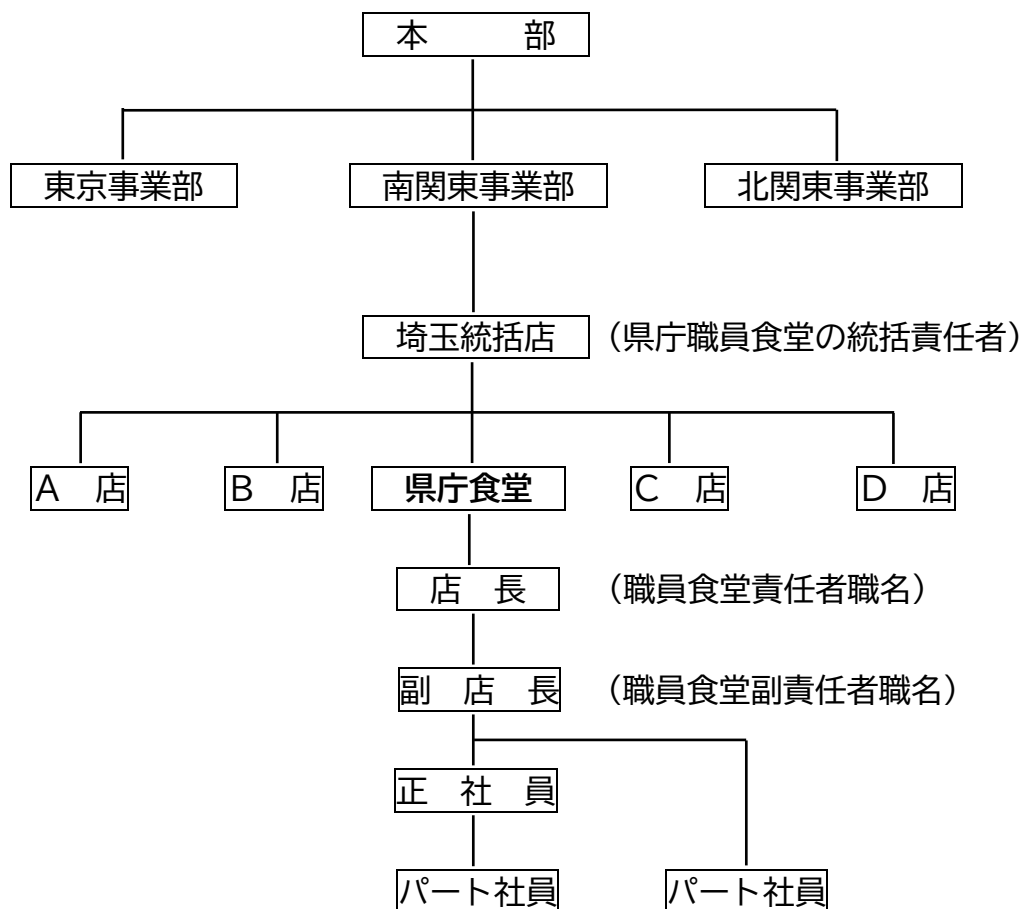 本　　　部
東京事業部　南関東事業部　北関東事業部
埼玉統括店　（県庁職員食堂の統括責任者）
Ａ　店　Ｂ　店　県庁食堂　Ｃ　店　Ｄ　店
店　長　（職員食堂責任者職名）
副　店　長　（職員食堂副責任者職名）
正　社　員
パート社員　パート社員